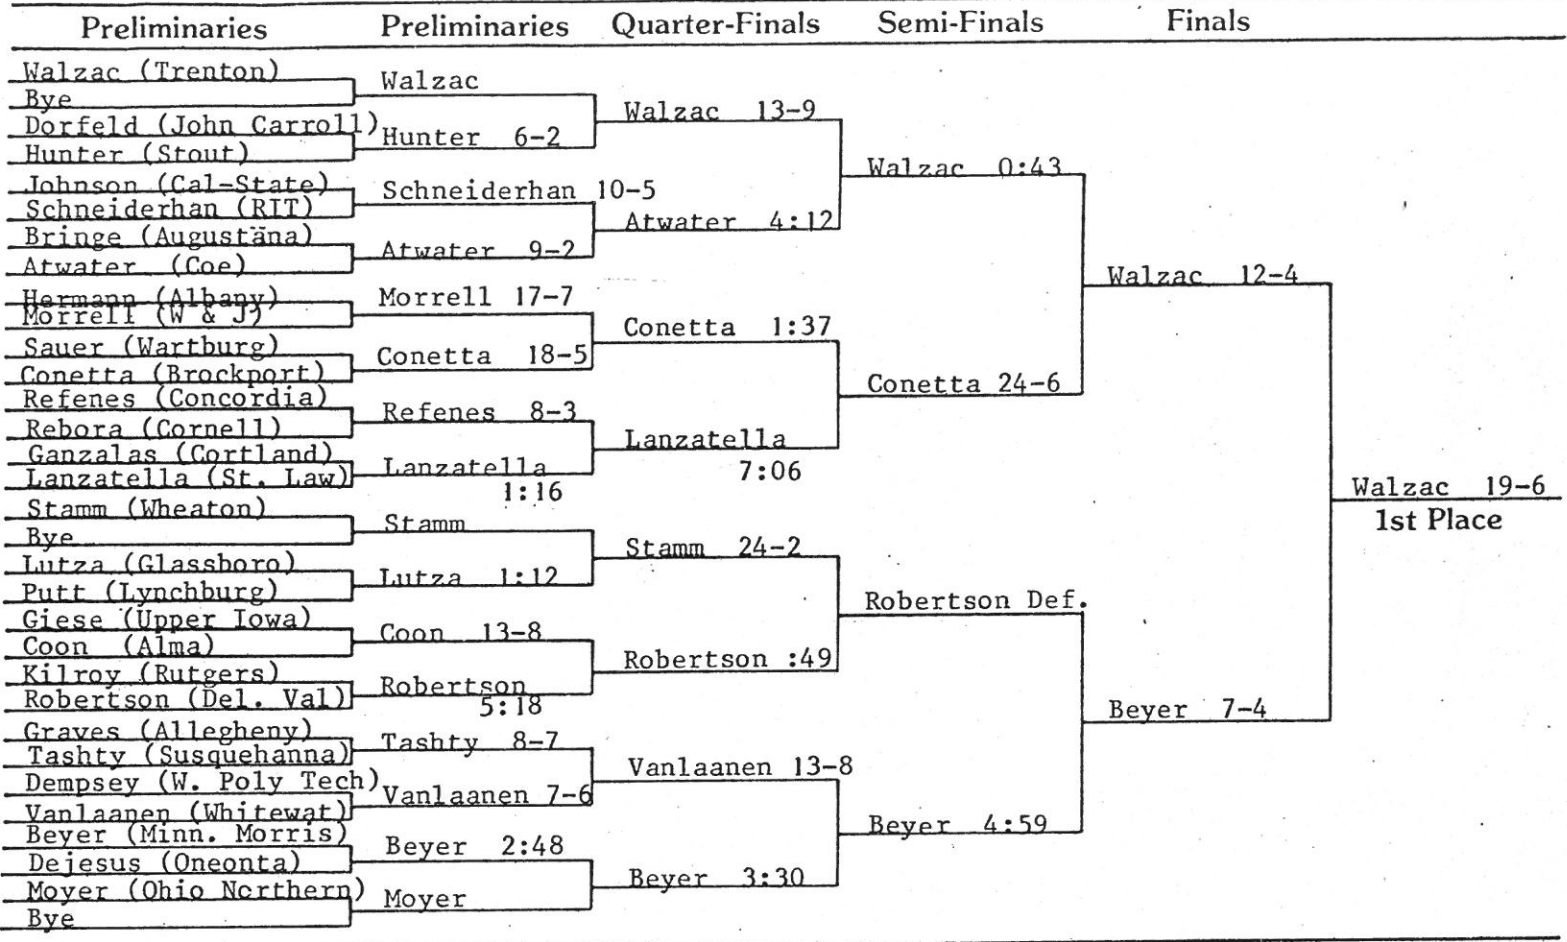 Preliminaries Preliminaries Quarter-Finals Semi-Finals Finals
Walzac (Trenton)
Bye
Dorfeld (John Carroll)
Hunter (Stout)
Johnson (Cal-State)
Schneiderhan (RIT)
Bringe (Augustana)
Atwater (Coe)
Hermann (Albany)
Morrell (W & J)
Sauer (Wartburg)
Conetta (Brockport)
Refenes (Concordia)
Rebora (Cornell)
Ganzalas (Cortland)
Lanzatella (St. Law)
Stamm (Wheaton)
Bye
Lutza (Glassboro)
Putt (Lynchburg)
Giese (Upper Iowa)
Coon (Alma)
Kilroy (Rutgers)
Robertson (Del. Val)
Graves (Allegheny)
Tashty (Susquehanna)
Dempsey (W. Poly Tech)
Vanlaanen (Whitewat)
Beyer (Minn. Morris)
Dejesus (Oneonta)
Moyer (Ohio Northern)
Bye
Walzac
Hunter 6-2
Schneiderhan 10-5
Atwater 9-2
Morrell 17-7
Conetta 18-5
Refenes 8-3
Lanzatella
1:16
Stamm
Lutza 1:12
Coon 13-8
Robertson
5:18
Tashty 8-7
Vanlaanen 7-6
Beyer 2:48
Moyer
Walzac 13-9
Atwater 4:12
Conetta 1:37
Lanzatella
7:06
Stamm 24-2
Robertson :49
Vanlaanen 13-8
Beyer 3:30
Walzac 0:43
Conetta 24-6
Robertson Def.
Beyer 4:59
Walzac 12-4
Beyer 7-4
Walzac 19-6
1st Place